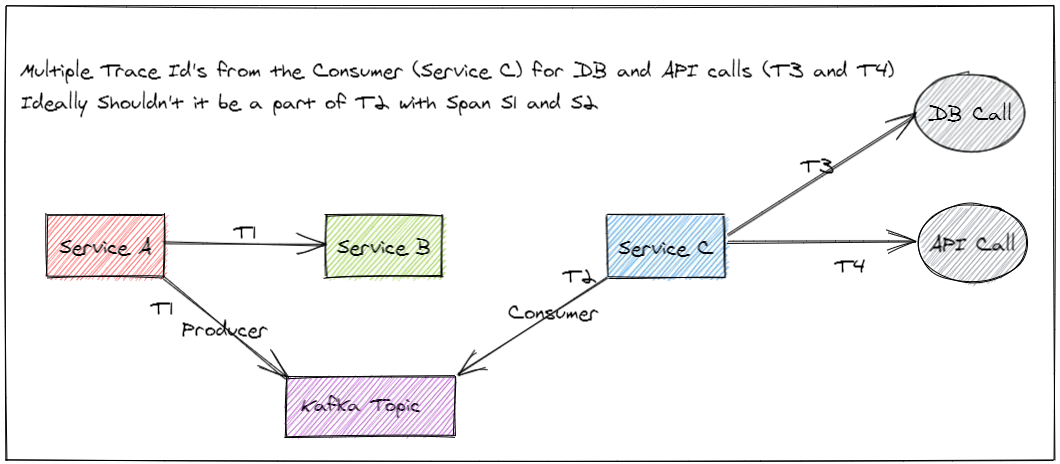 Multiple Trace Id's from the Consumer (Service C) for DB and API calls (T3 and T4)
Ideally Shouldn't it be a part of T2 with Span S1 and S2
DB Call
T3
Service A
T1
Service B
Service C
API Call
T4
T2
T1
Producer
Consumer
Kafka Topic